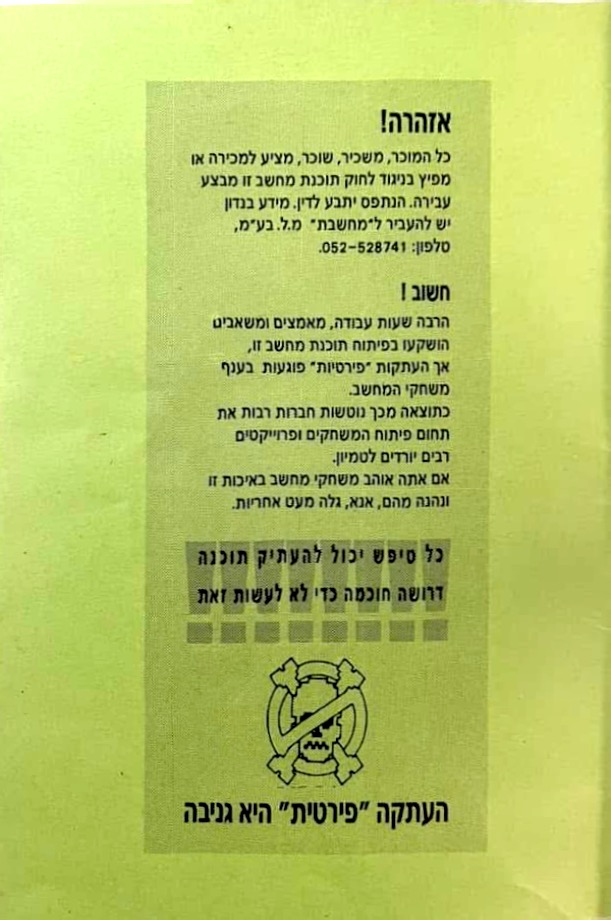 אזהרה!
כל המוכר, משכיר, שוכר, מציע למכירה או
מפיץ בניגוד לחוק תוכנת מחשב זו מבצע
עבירה. הנתפס יתבע לדין. מידע בנדון
יש להעביר ל״מחשבת״ מ.ל. בע״מ,
טלפון: 052-528741.
חשוב !
הרבה שעות עבודה, מאמצים ומשאבים
הושקעו בפיתוח תוכנת מחשב זו,
אך העתקות ״פירטיות״ פוגעות בענף
משחקי המחשב.
כתוצאה מכך נוטשות חברות רבות את
תחום פיתוח המשחקים ופרוייקטים
רבים יורדים לטמיון.
אם אתה אוהב משחקי מחשב באיכות זו
ונהנה מהם, אנא, גלה מעט אחריות.
כל טיפש יכול להעתיק תוכנה
דרושה חוכמה כדי לא לעשות זאת
העתקה ״פירטית״ היא גניבה